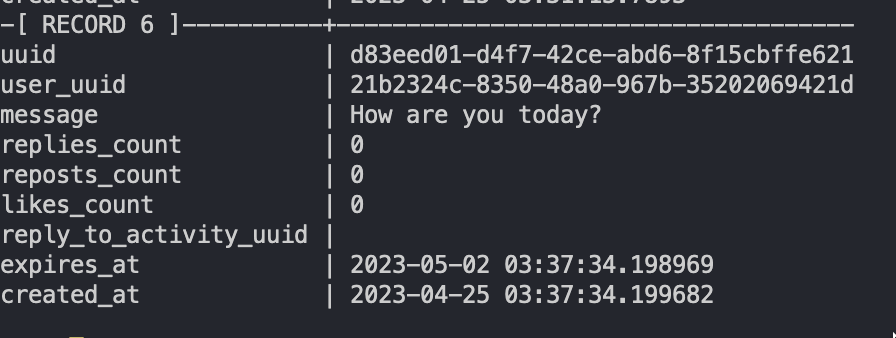 -[ RECORD 6 ]----------+-----------------------------------
uuid | d83eed01-d4f7-42ce-abd6-8f15cbffe621
user_uuid | 21b2324c-8350-48a0-967b-35202069421d
message | How are you today?
replies_count | 0
reposts_count | 0
likes_count | 0
reply_to_activity_uuid |
expires_at | 2023-05-02 03:37:34.198969
created_at | 2023-04-25 03:37:34.199682